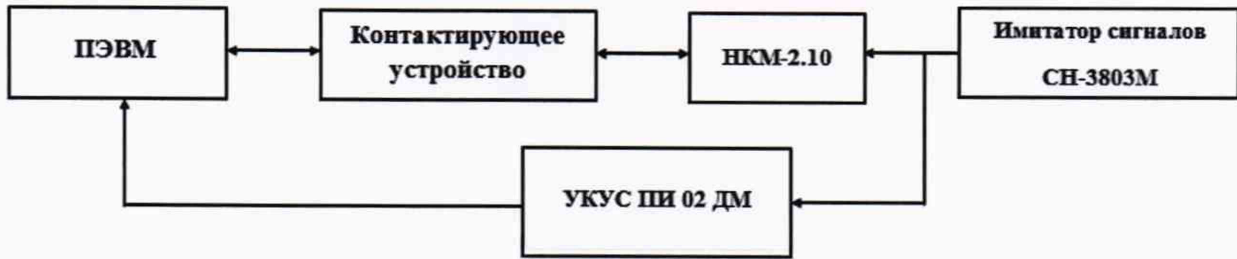 ПЭВМ
Контактирующее
устройство
НКМ-2.10
Имитатор сигналов
СН-3803М
УКУС ПИ 02 ДМ